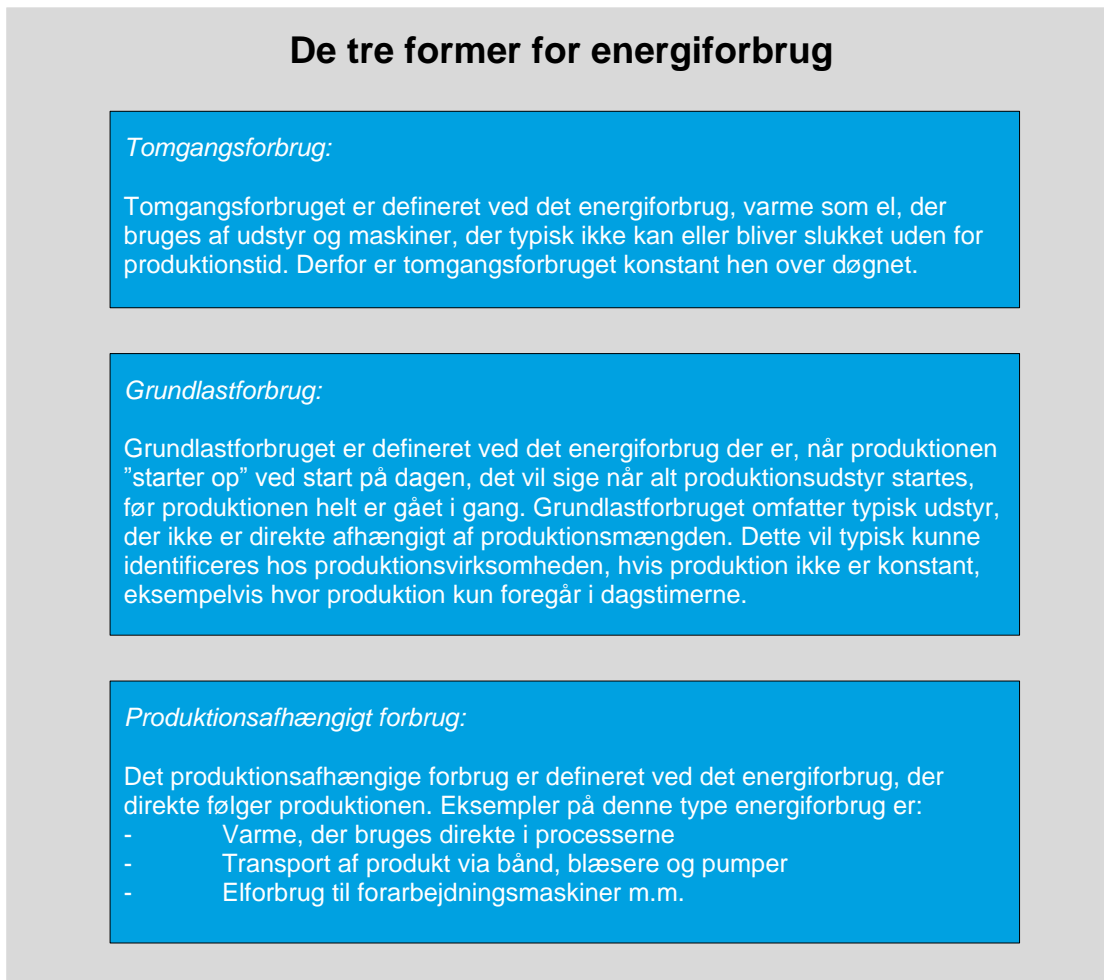 De tre former for energiforbrug
Tomgangsforbrug:
Tomgangsforbruget er defineret ved det energiforbrug, varme som el, der
bruges af udstyr og maskiner, der typisk ikke kan eller bliver slukket uden for
produktionstid. Derfor er tomgangsforbruget konstant hen over døgnet.
Grundlastforbrug:
Grundlastforbruget er defineret ved det energiforbrug der er, når produktionen
”starter op” ved start på dagen, det vil sige når alt produktionsudstyr startes,
før produktionen helt er gået i gang. Grundlastforbruget omfatter typisk udstyr,
der ikke er direkte afhængigt af produktionsmængden. Dette vil typisk kunne
identificeres hos produktionsvirksomheden, hvis produktion ikke er konstant,
eksempelvis hvor produktion kun foregår i dagstimerne.
Produktionsafhængigt forbrug:
Det produktionsafhængige forbrug er defineret ved det energiforbrug, der
direkte følger produktionen. Eksempler på denne type energiforbrug er:
- Varme, der bruges direkte i processerne
- Transport af produkt via bånd, blæsere og pumper
- Elforbrug til forarbejdningsmaskiner m.m.